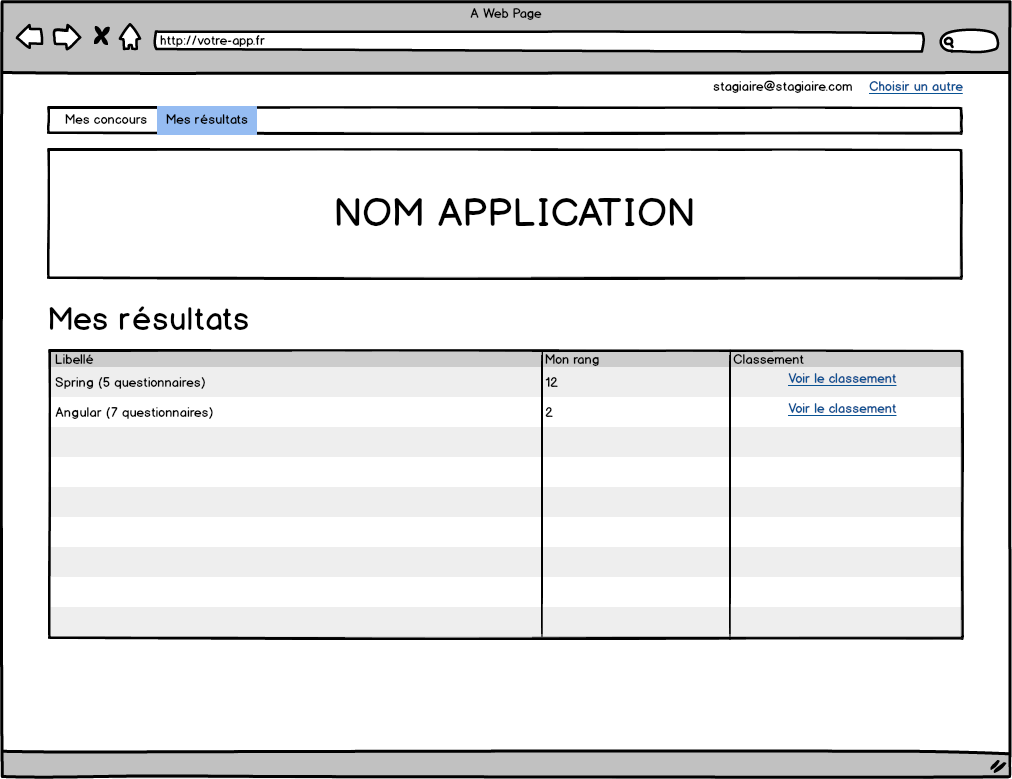 A Web Page
http://votre-app.fr
stagiaire@stagiaire.com Choisir un autre
Mes concours Mes résultats
NOM APPLICATION
Mes résultats
Libellé Mon rang Classement
Spring (5 questionnaires) 12 Voir le classement
Angular (7 questionnaires) 2 Voir le classement